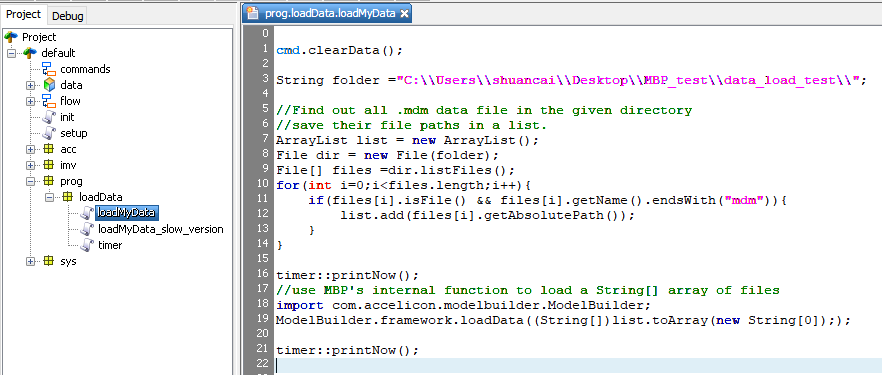 Project
Debug
Project
default
commands
data
flow
init
setup
acc
imv
prog
loadData
loadMyData
loadMyData_slow_version
timer
sys
prog.loadData.loadMyData
0
1 cmd.clearData();
2
3 String folder ="C:\\Users\\shuancai\\Desktop\\MBP_test\\data_load_test\\";
4
5 //Find out all .mdm data file in the given directory
6 //save their file paths in a list.
7 ArrayList list = new ArrayList();
8 File dir = new File(folder);
9 File[] files =dir.listFiles();
10 for(int i=0;i<files.length;i++){
11 if(files[i].isFile() && files[i].getName().endsWith("mdm")){
12 list.add(files[i].getAbsolutePath());
13 }
14 }
15
16 timer::printNow();
17 //use MBP's internal function to load a String[] array of files
18 import com.accelicon.modelbuilder.ModelBuilder;
19 ModelBuilder.framework.loadData((String[])list.toArray(new String[0]););
20
21 timer::printNow();
22